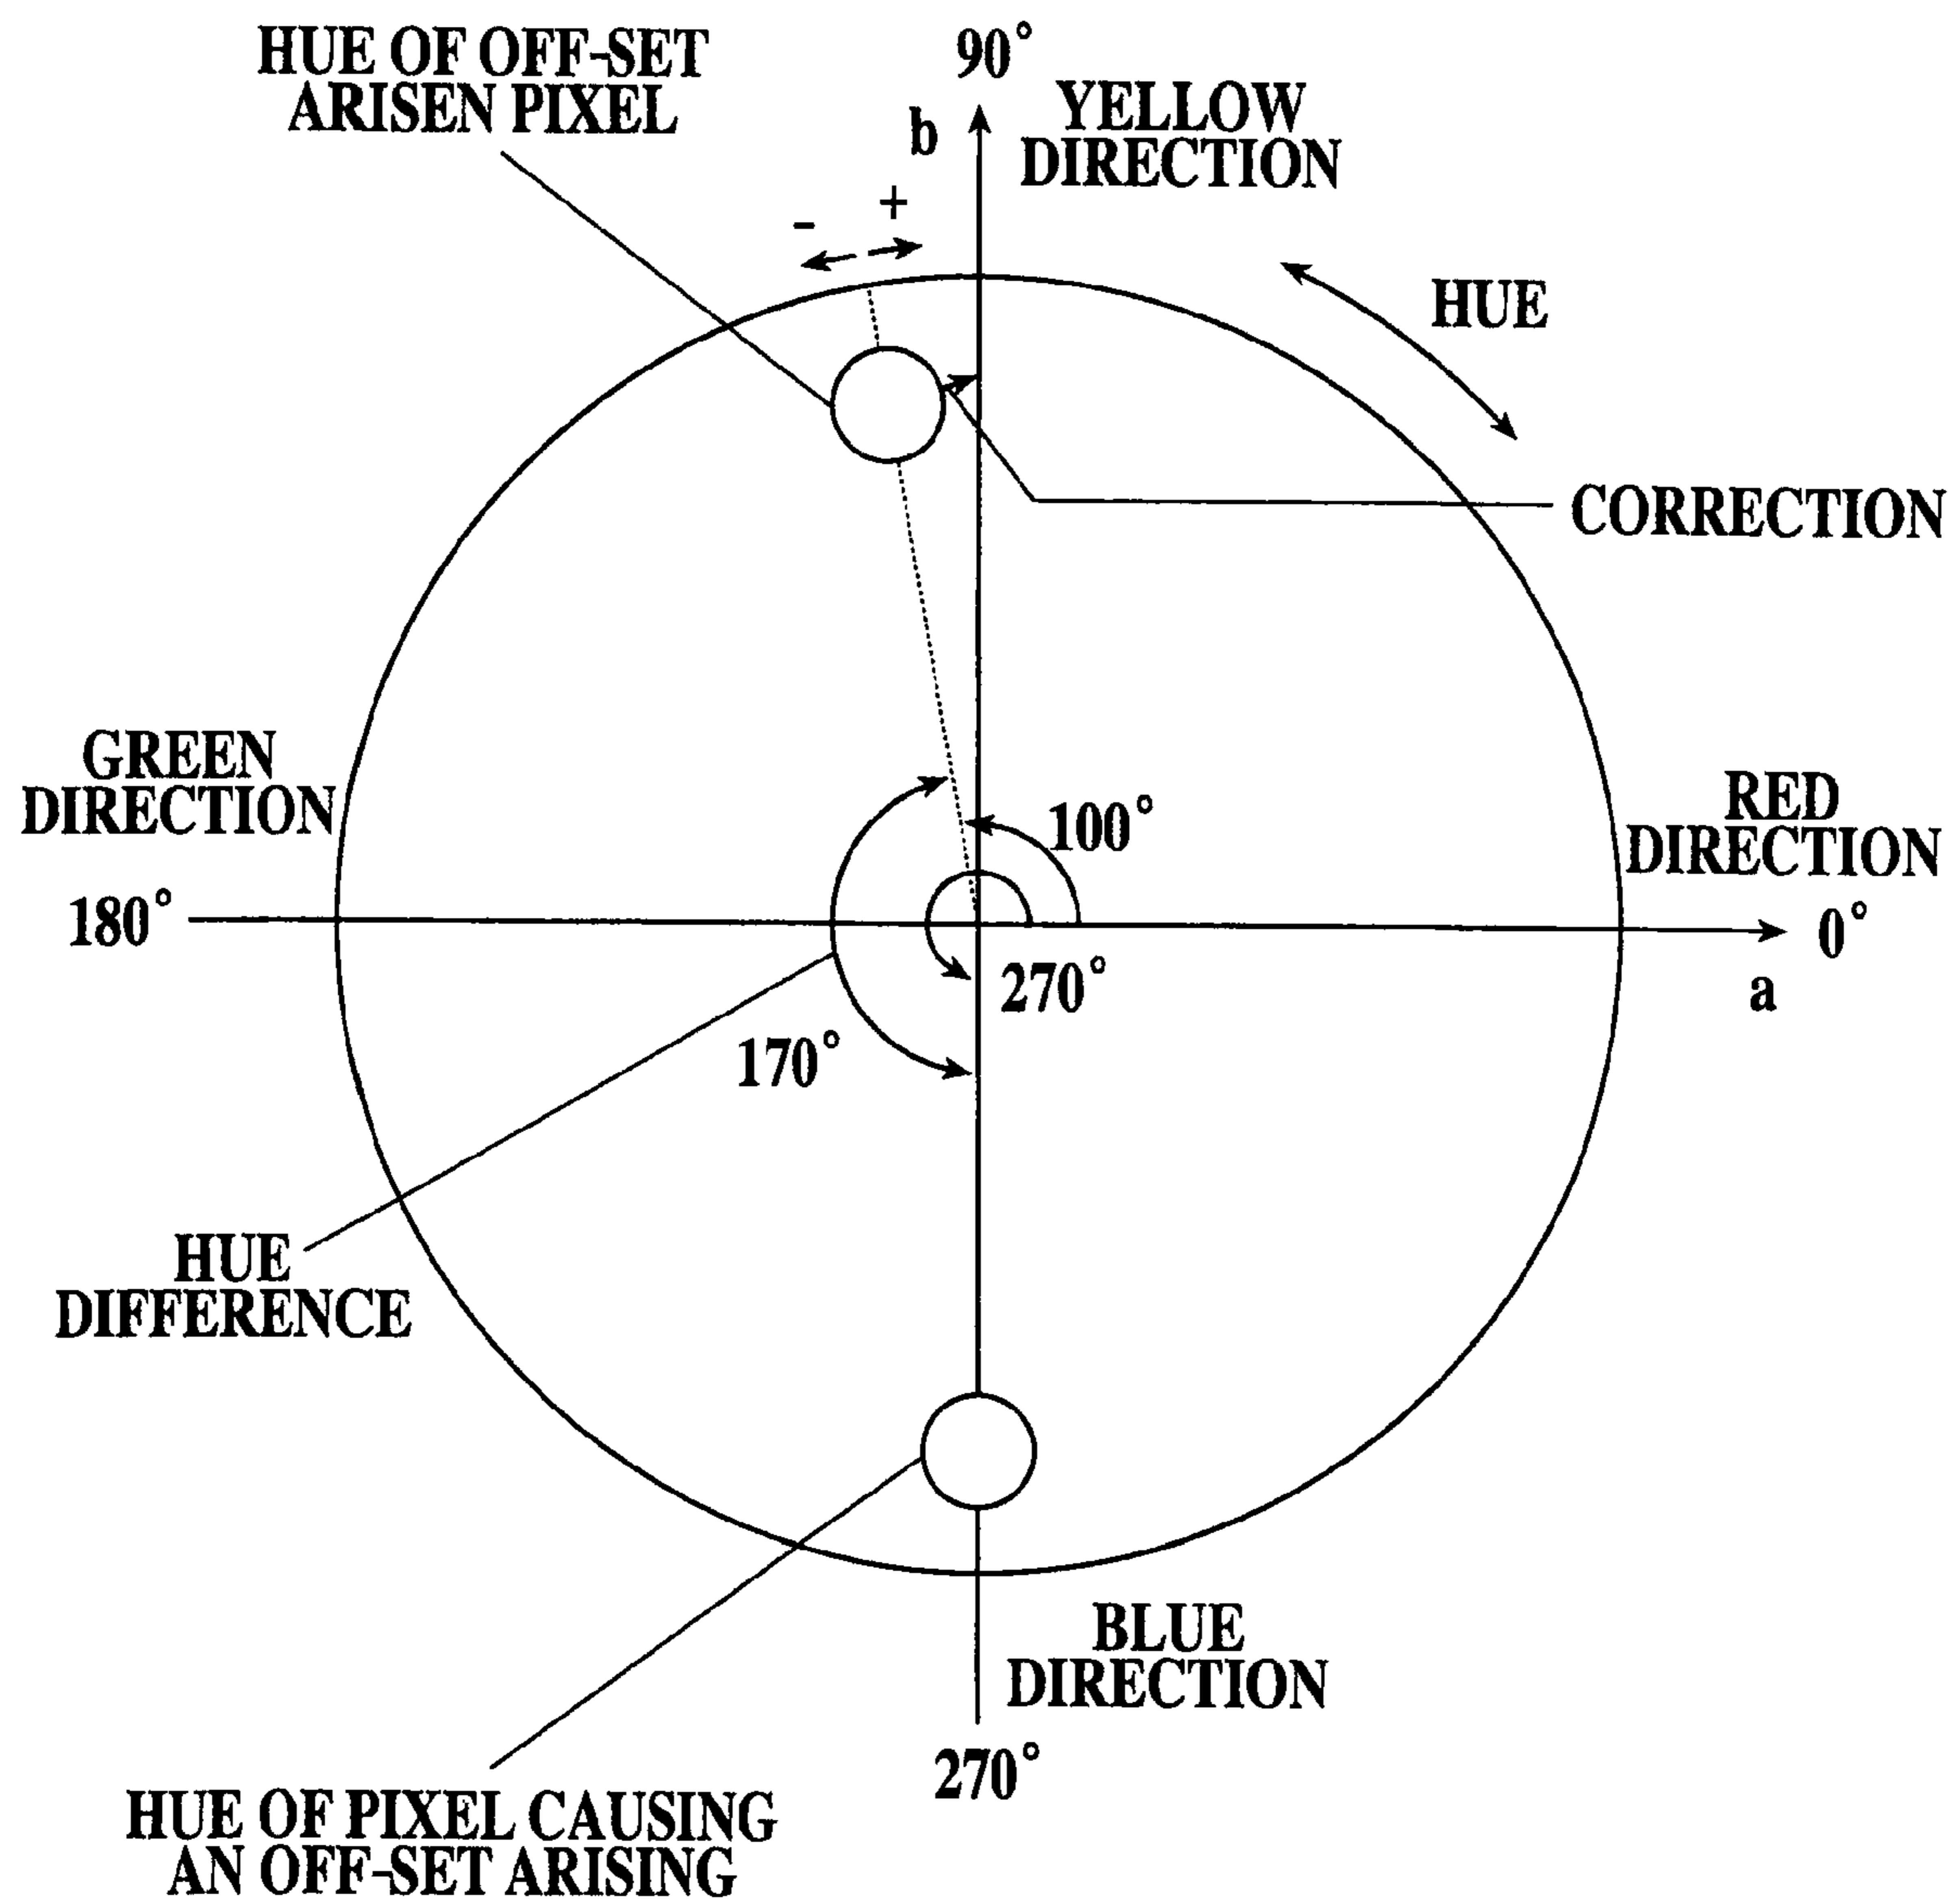 HUE OF OFF-SET
ARISEN PIXEL
90°
b
YELLOW
DIRECTION
- +
HUE
CORRECTION
GREEN
DIRECTION
100°
RED
DIRECTION
180°
0°
270°
a
170°
HUE
DIFFERENCE
BLUE
DIRECTION
270°
HUE OF PIXEL CAUSING
AN OFF-SET ARISING